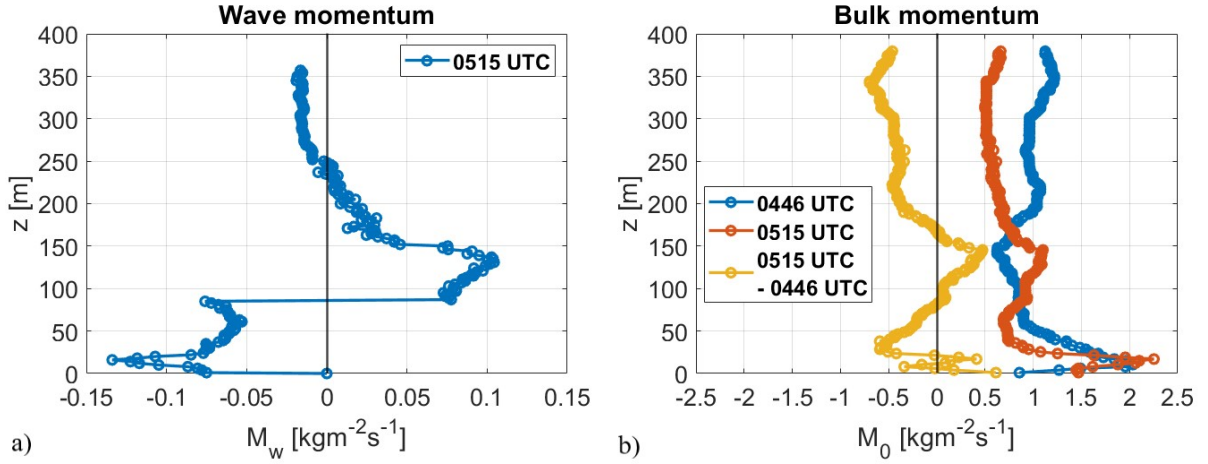 Wave momentum
400
350
300
250
200
150
100
50
0
z [m]
0515 UTC
-0.15
-0.1
-0.05
0
0.05
0.1
0.15
M_w [kgm^-2 s^-1]
a)
Bulk momentum
400
350
300
250
200
150
100
50
0
z [m]
0446 UTC
0515 UTC
0515 UTC
- 0446 UTC
-2.5
-2
-1.5
-1
-0.5
0
0.5
1
1.5
2
2.5
M_0 [kgm^-2 s^-1]
b)